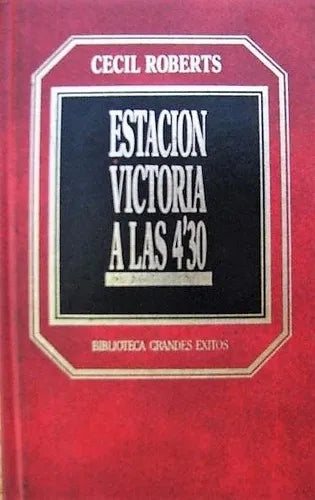 CECIL ROBERTS
ESTACION
VICTORIA
A LAS 4'30
BIBLIOTECA GRANDES EXITOS